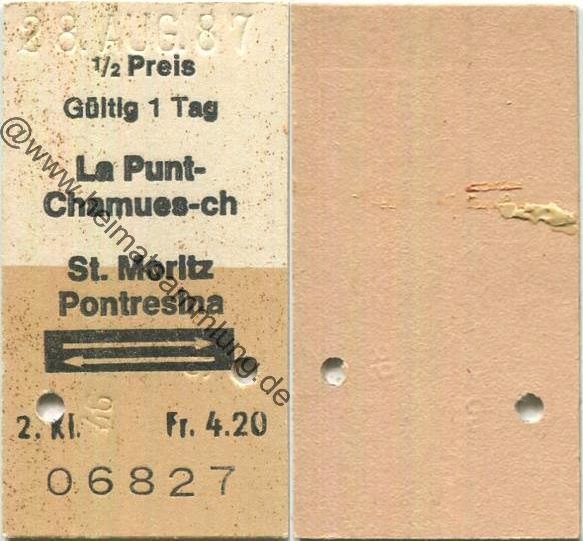 28.AUG.87
1/2 Preis
Gültig 1 Tag
La Punt-
Chamues-ch
St. Moritz
Pontresina
2. Kl. Fr. 4.20
06827
@www.heimatsammlung.de